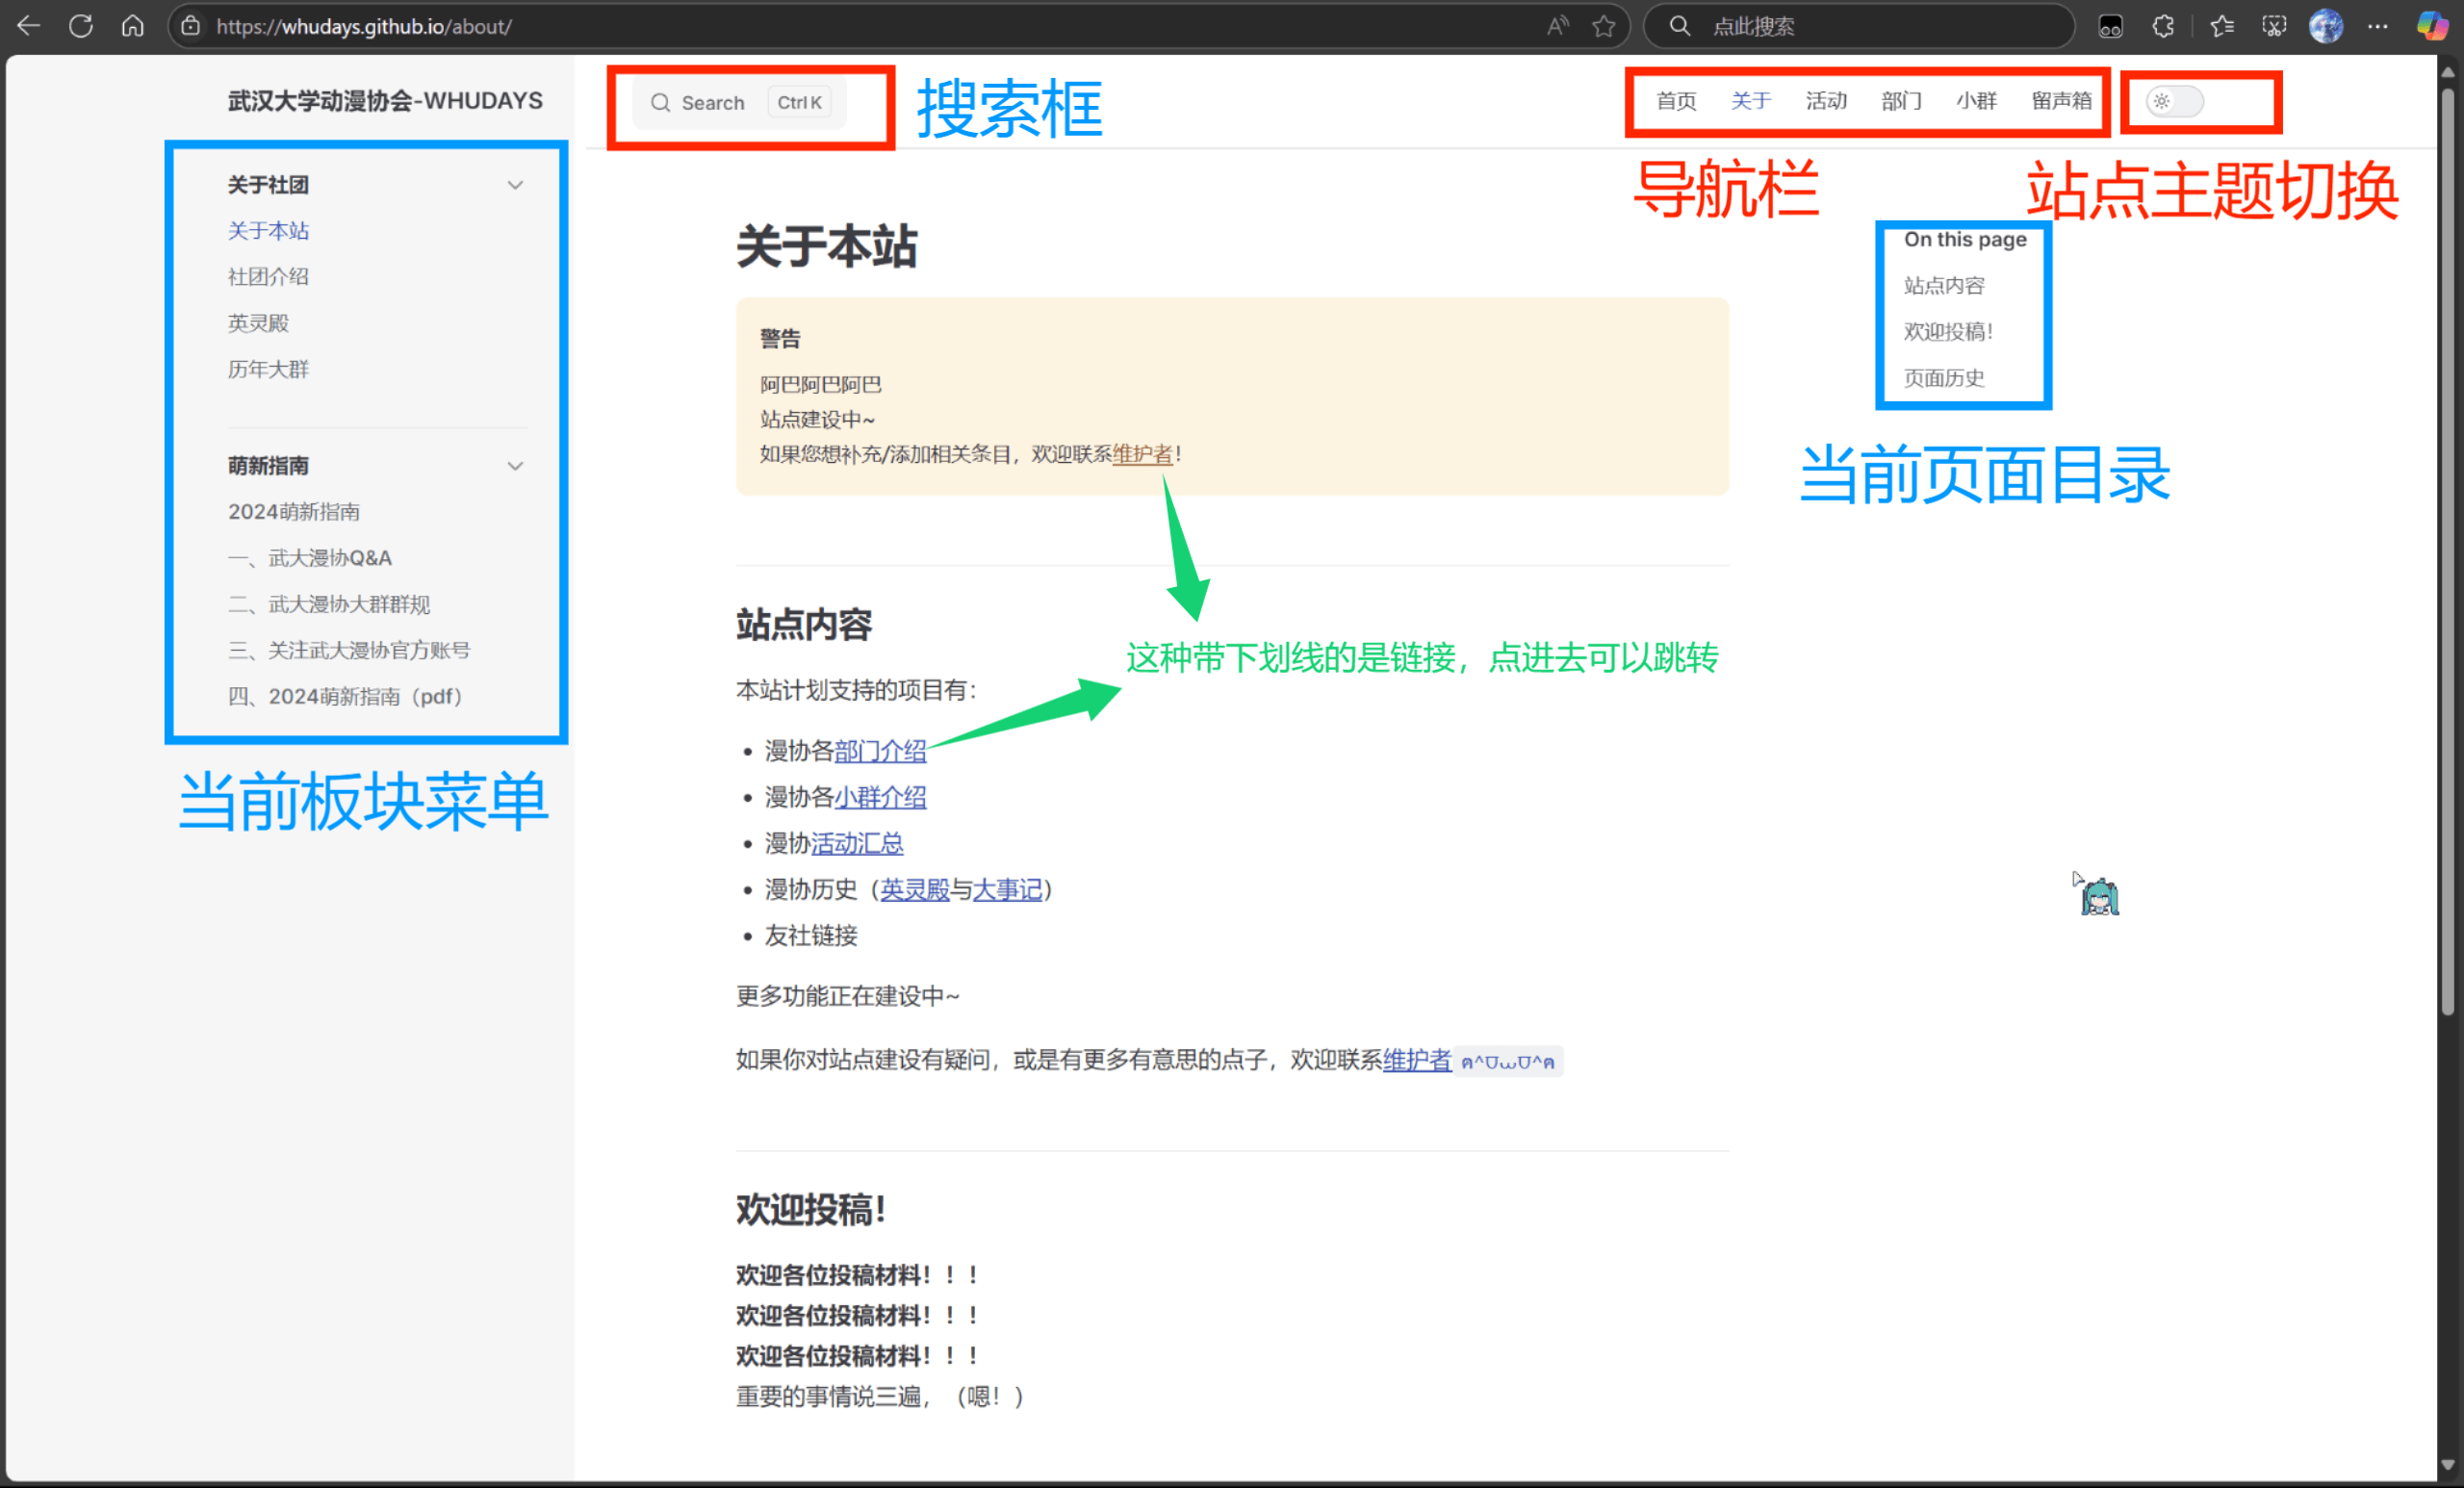 https://whudays.github.io/about/
点此搜索
武汉大学动漫协会-WHUDAYS
Search Ctrl K
搜索框
首页 关于 活动 部门 小群 留声箱
导航栏
站点主题切换
关于社团
关于本站
社团介绍
英灵殿
历年大群
萌新指南
2024萌新指南
一、武大漫协Q&A
二、武大漫协大群群规
三、关注武大漫协官方账号
四、2024萌新指南（pdf）
当前板块菜单
关于本站
警告
阿巴阿巴阿巴
站点建设中~
如果您想补充/添加相关条目，欢迎联系维护者！
On this page
站点内容
欢迎投稿！
页面历史
当前页面目录
站点内容
这种带下划线的是链接，点进去可以跳转
本站计划支持的项目有：
• 漫协各部门介绍
• 漫协各小群介绍
• 漫协活动汇总
• 漫协历史（英灵殿与大事记）
• 友社链接
更多功能正在建设中~
如果你对站点建设有疑问，或是有更多有意思的点子，欢迎联系维护者 ฅ^ՊωՊ^ฅ
欢迎投稿！
欢迎各位投稿材料！！！
欢迎各位投稿材料！！！
欢迎各位投稿材料！！！
重要的事情说三遍，（嗯！）